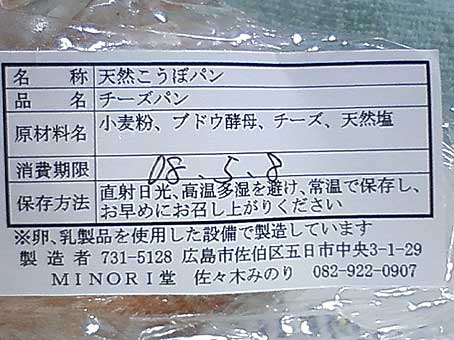 名 称 天然こうぼパン
品 名 チーズパン
原材料名 小麦粉、ブドウ酵母、チーズ、天然塩
消費期限 08.5.8
保存方法 直射日光、高温多湿を避け、常温で保存し、
お早めにお召し上がりください
※卵、乳製品を使用した設備で製造しています
製造者 731-5128 広島市佐伯区五日市中央3-1-29
MINORI堂 佐々木みのり 082-922-0907